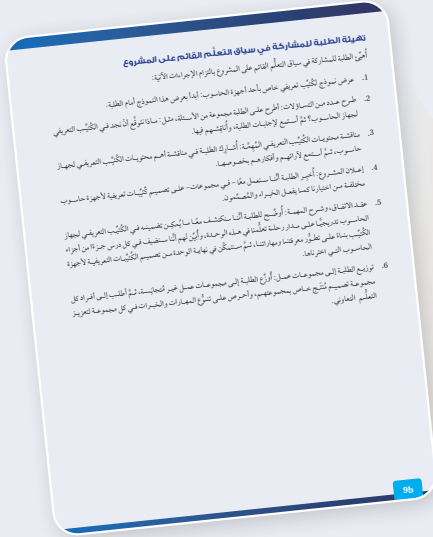 تهيئة الطلبة للمشاركة في سياق التعلُّم القائم على المشروع
أُهيِّئ الطلبة للمشاركة في سياق التعلُّم القائم على المشروع بالتزام الإجراءات الآتية:
1. عرض نموذج لكُتيِّب تعريفي خاص بأحد أجهزة الحاسوب: أبدأ بعرض هذا النموذج أمام الطلبة.
2. طرح عدد من التساؤلات: أطرح على الطلبة مجموعة من الأسئلة، مثل: ماذا نتوقَّع أنْ نجد في الكُتيِّب التعريفي
لجهاز الحاسوب؟ ثمَّ أستمع لإجابات الطلبة، وأُناقِشهم فيها.
3. مناقشة محتويات الكُتيِّب التعريفي المُهِمَّة: أُشارِك الطلبة في مناقشة أهم محتويات الكُتيِّب التعريفي لجهاز
حاسوب، ثمَّ أستمع لآرائهم وأفكارهم بخصوصها.
4. إعلان المشروع: أُخبِر الطلبة أنَّنا سنعمل معًا - في مجموعات - على تصميم كُتيِّبات تعريفية لأجهزة حاسوب
مختلفة من اختيارنا كما يفعل الخبراء والمُصمِّمون.
5. عقد الاتفاق، وشرح المهمة: أُوضِّح للطلبة أنَّنا سنكتشف معًا ما يُمكِن تضمينه في الكُتيِّب التعريفي لجهاز
الحاسوب تدريجيًّا على مدار رحلة تعلُّمنا في هذه الوحدة، وأُبيِّن لهم أنَّنا سنضيف في كل درس جزءًا من أجزاء
الكُتيِّب بناءً على تطوُّر معرفتنا ومهاراتنا، ثمَّ سنتمكَّن في نهاية الوحدة من تصميم الكُتيِّبات التعريفية لأجهزة
الحاسوب التي اخترناها.
6. توزيع الطلبة إلى مجموعات عمل: أُوزِّع الطلبة إلى مجموعات عمل غير مُتجانِسة، ثمَّ أطلب إلى أفراد كل
مجموعة تصميم مُنتَج خاص بمجموعتهم، وأحرص على تنوُّع المهارات والخبرات في كل مجموعة لتعزيز
التعلُّم التعاوني.
9b